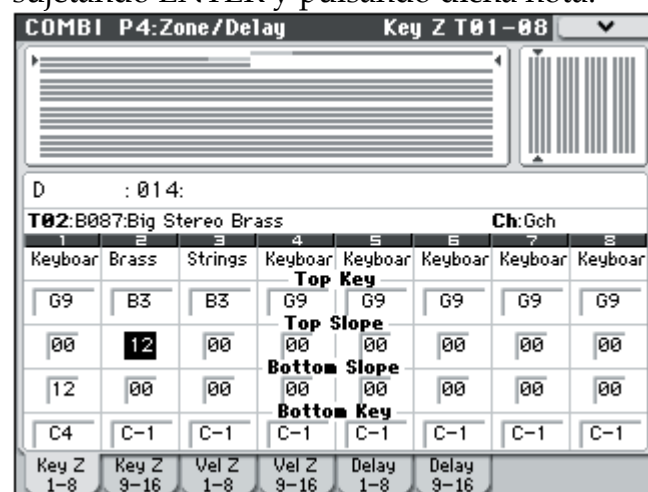 sujetando ENTER y pulsando dicha nota.
COMBI P4:Zone/Delay Key Z T01-08
D :014:
T02:B087:Big Stereo Brass Ch:Gch
1 2 3 4 5 6 7 8
Keyboar Brass Strings Keyboar Keyboar Keyboar Keyboar Keyboar
Top Key
G9 B3 B3 G9 G9 G9 G9 G9
Top Slope
00 12 00 00 00 00 00 00
Bottom Slope
12 00 00 00 00 00 00 00
Bottom Key
C4 C-1 C-1 C-1 C-1 C-1 C-1 C-1
Key Z Key Z Vel Z Vel Z Delay Delay
1-8 9-16 1-8 9-16 1-8 9-16